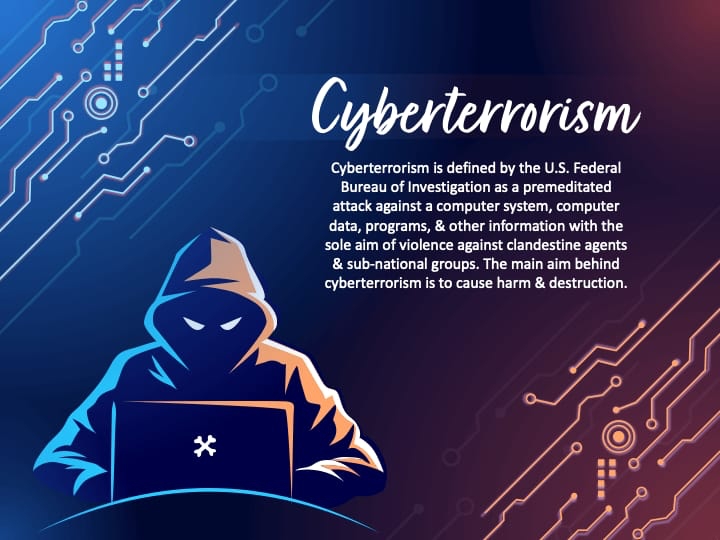 Cyberterrorism
Cyberterrorism is defined by the U.S. Federal
Bureau of Investigation as a premeditated
attack against a computer system, computer
data, programs, & other information with the
sole aim of violence against clandestine agents
& sub-national groups. The main aim behind
cyberterrorism is to cause harm & destruction.